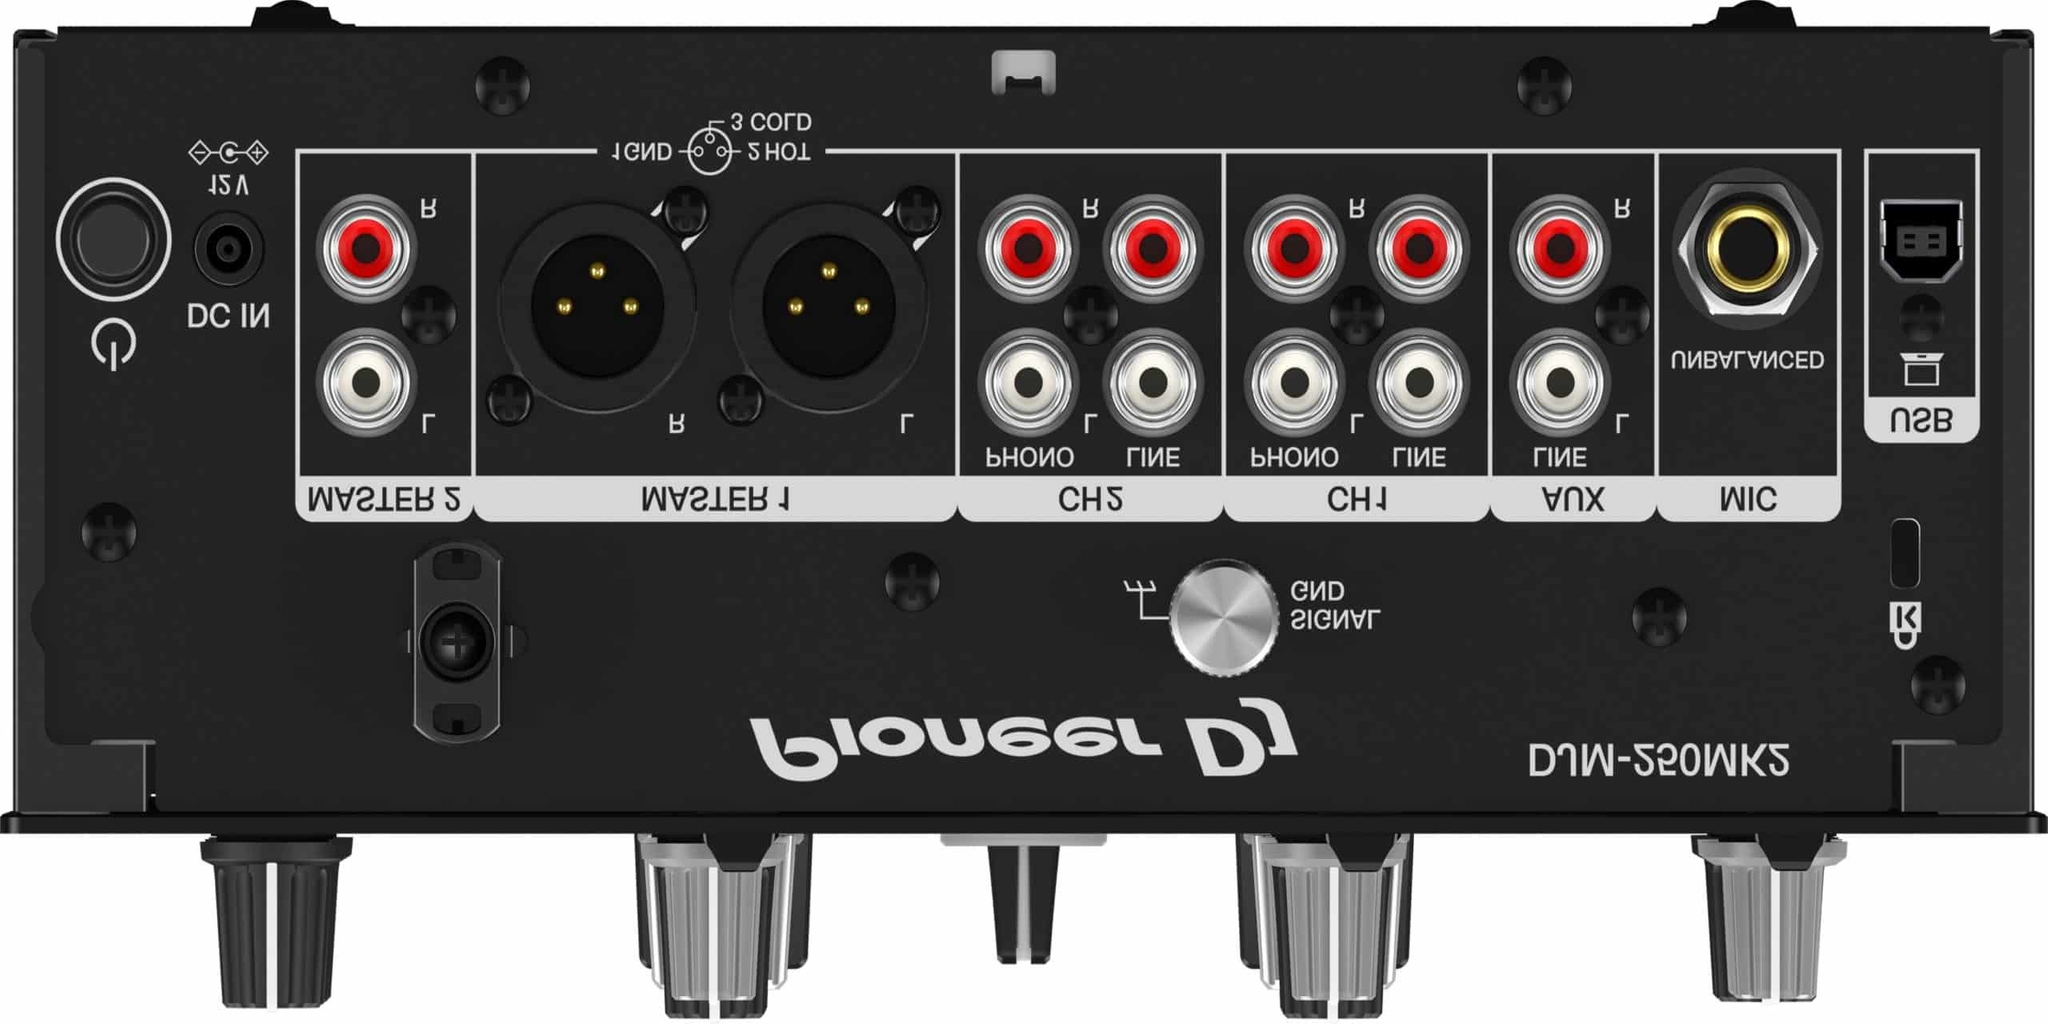 3 COLD
1 GND 2 HOT
12 V
DC IN
R
L
R
L
R
L
R
L
R
L
UNBALANCED
PHONO LINE
PHONO LINE
LINE
USB
MASTER 2
MASTER 1
CH2
CH1
AUX
MIC
GND
SIGNAL
K
Pioneer DJ
DJM-250MK2